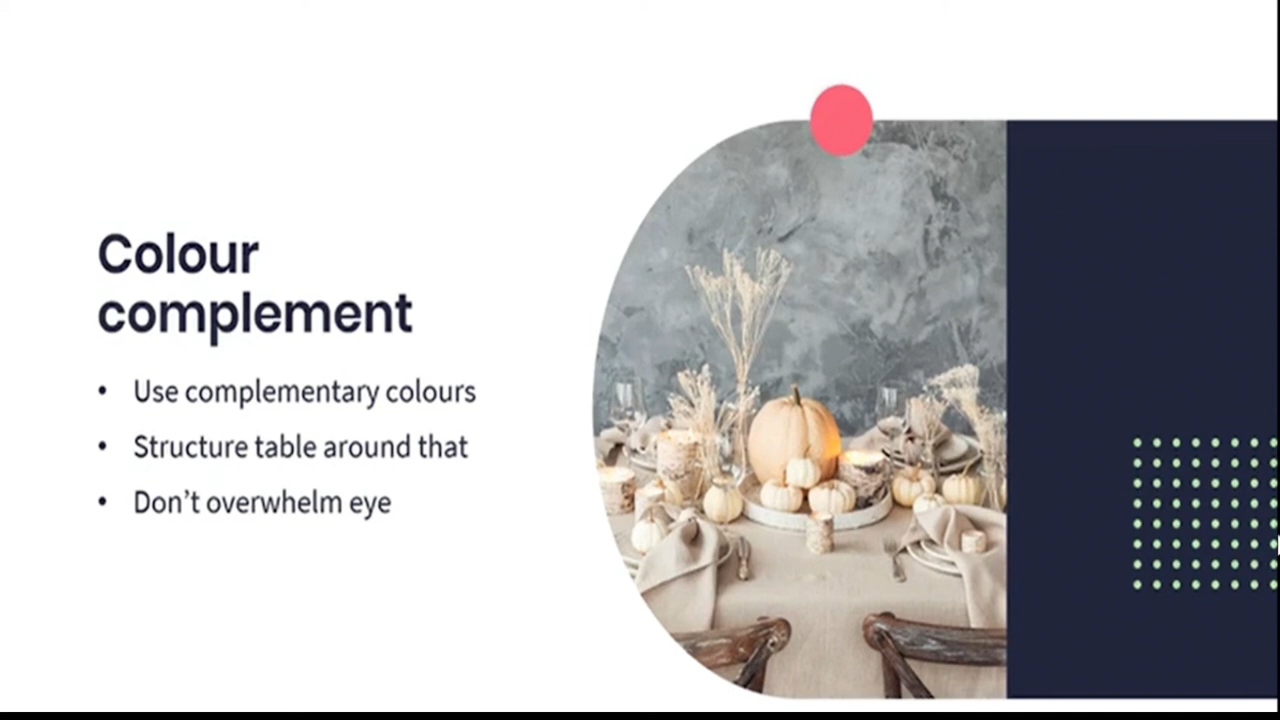 Colour
complement
• Use complementary colours
• Structure table around that
• Don’t overwhelm eye